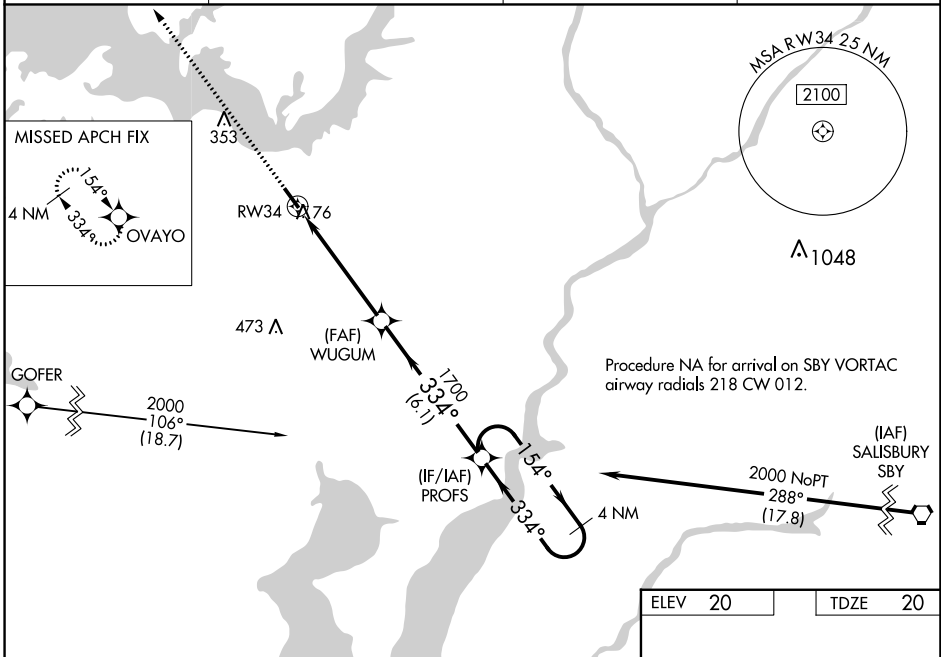 MSA RW34 25 NM
2100
353
MISSED APCH FIX
154°
4 NM
334°
OVAYO
RW34
76
1048
473
(FAF)
WUGUM
GOFER
2000
106°
(18.7)
1700
334°
(6.1)
Procedure NA for arrival on SBY VORTAC
airway radials 218 CW 012.
(IF/IAF)
PROFS
154°
334°
4 NM
2000 NoPT
288°
(17.8)
(IAF)
SALISBURY
SBY
ELEV 20
TDZE 20